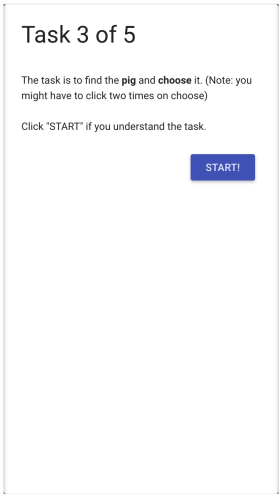 Task 3 of 5
The task is to find the pig and choose it. (Note: you
might have to click two times on choose)
Click "START" if you understand the task.
START!